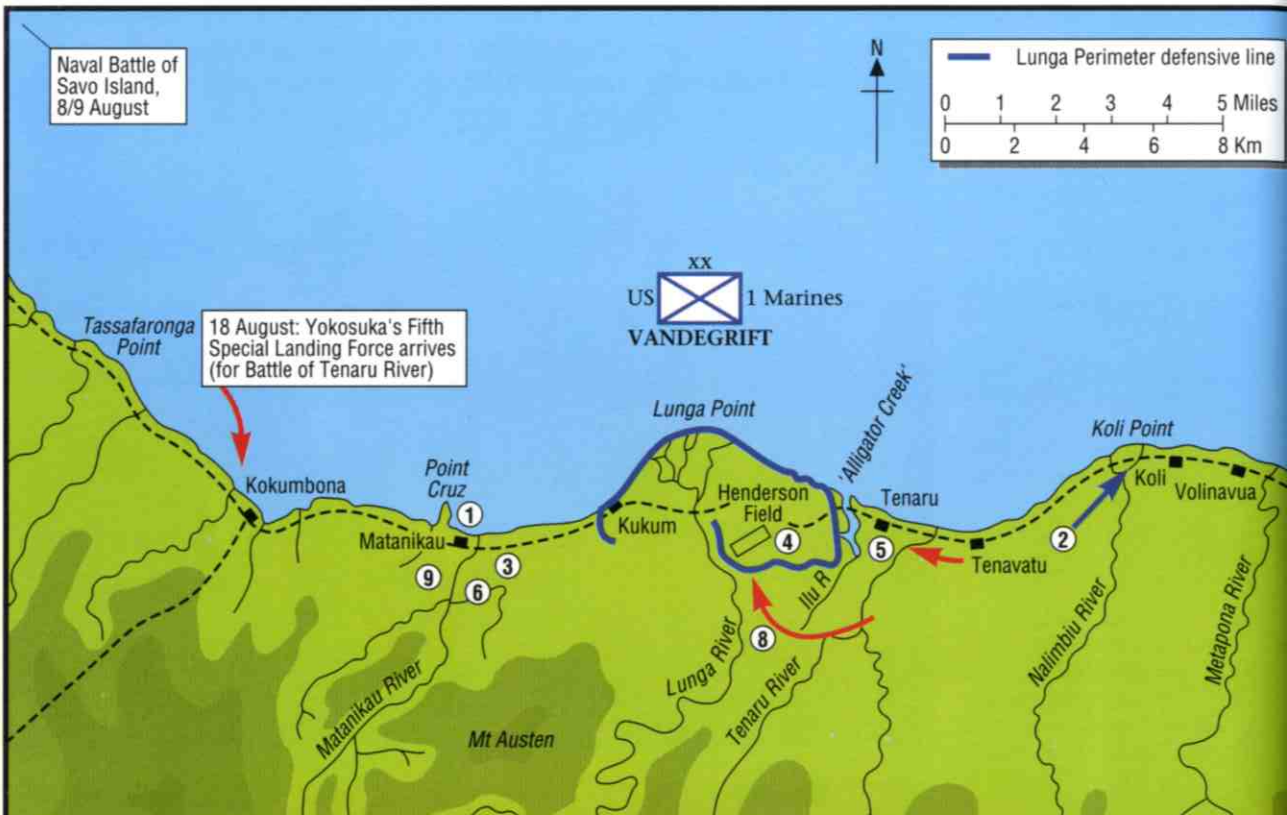 Naval Battle of
Savo Island,
8/9 August
N
Lunga Perimeter defensive line
0 1 2 3 4 5 Miles
0 2 4 6 8 Km
xx
US 1 Marines
VANDEGRIFT
Tassafaronga
Point
18 August: Yokosuka's Fifth
Special Landing Force arrives
(for Battle of Tenaru River)
Kokumbona
Point
Cruz
1
Matanikau
9
6
3
Lunga Point
Kukum
Henderson
Field
4
'Alligator Creek'
Tenaru
5
Ilu R
Tenavatu
2
Koli Point
Koli
Volinavua
8
Matanikau River
Mt Austen
Lunga River
Tenaru River
Nalimbiu River
Metapona River